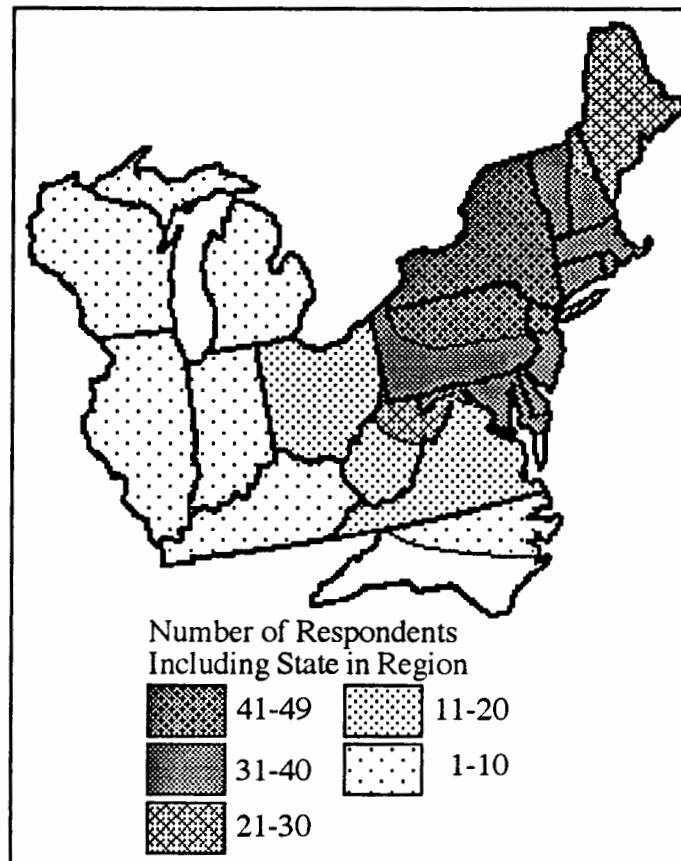 Number of Respondents
Including State in Region
41-49
11-20
31-40
1-10
21-30